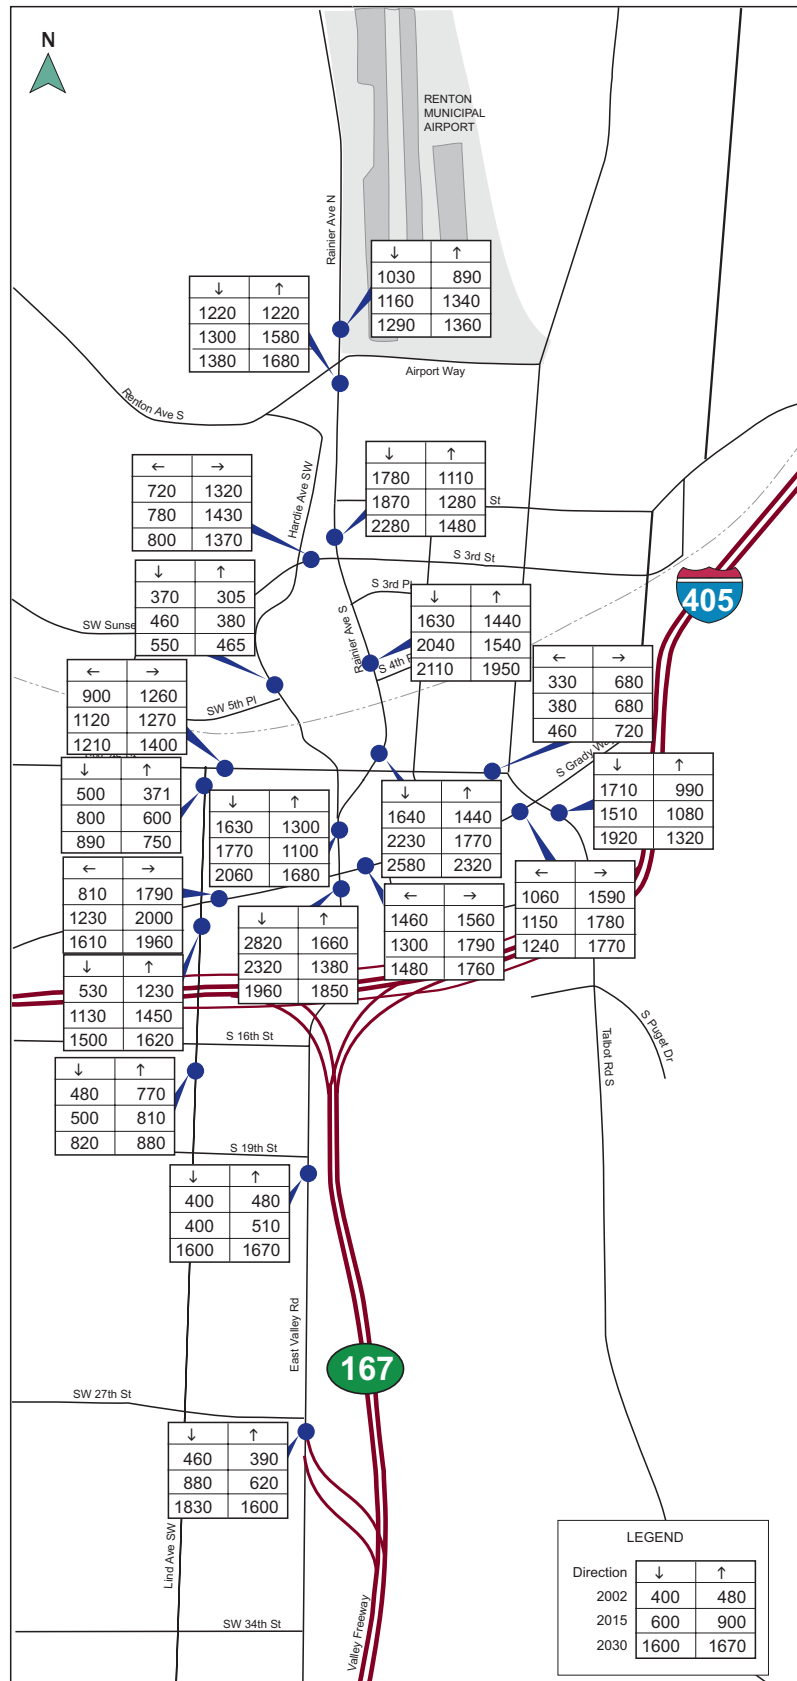 N
RENTON
MUNICIPAL
AIRPORT
Rainier Ave N
↓ ↑
1030 890
1160 1340
1290 1360
↓ ↑
1220 1220
1300 1580
1380 1680
Airport Way
Renton Ave S
Hardie Ave SW
↓ ↑
1780 1110
1870 1280
2280 1480
St
← →
720 1320
780 1430
800 1370
S 3rd St
↓ ↑
370 305
460 380
550 465
S 3rd Pl
405
SW Sunse
Rainier Ave S
↓ ↑
1630 1440
2040 1540
2110 1950
S 4th P
← →
900 1260
1120 1270
1210 1400
SW 5th Pl
← →
330 680
380 680
460 720
S Grady Way
↓ ↑
500 371
800 600
890 750
↓ ↑
1630 1300
1770 1100
2060 1680
↓ ↑
1640 1440
2230 1770
2580 2320
↓ ↑
1710 990
1510 1080
1920 1320
← →
810 1790
1230 2000
1610 1960
← →
1460 1560
1300 1790
1480 1760
← →
1060 1590
1150 1780
1240 1770
↓ ↑
2820 1660
2320 1380
1960 1850
↓ ↑
530 1230
1130 1450
1500 1620
S 16th St
Talbot Rd S
S Puget Dr
↓ ↑
480 770
500 810
820 880
S 19th St
↓ ↑
400 480
400 510
1600 1670
East Valley Rd
167
SW 27th St
↓ ↑
460 390
880 620
1830 1600
Lind Ave SW
Valley Freeway
SW 34th St
LEGEND
Direction ↓ ↑
2002 400 480
2015 600 900
2030 1600 1670